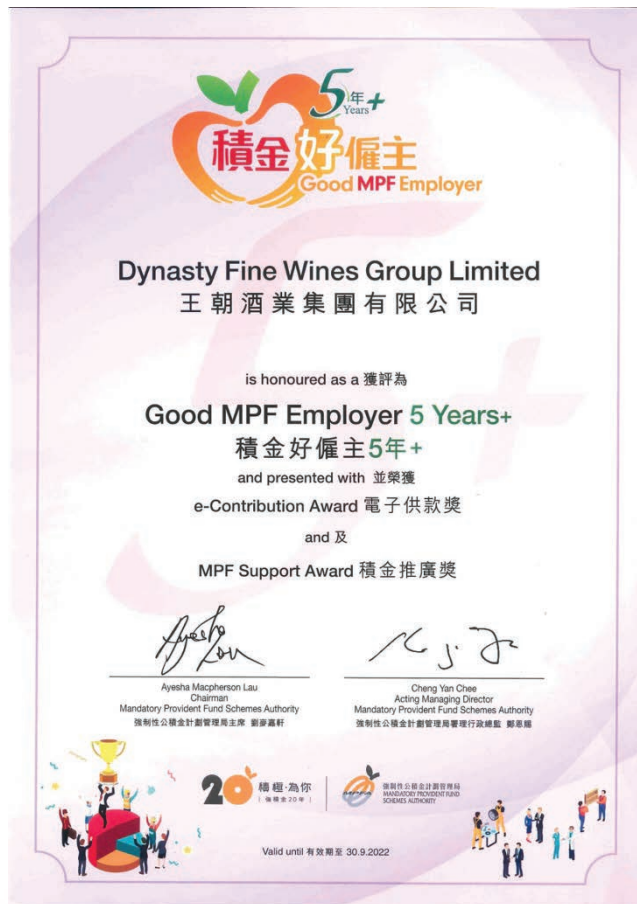 5年+
Years
積金好僱主
Good MPF Employer
Dynasty Fine Wines Group Limited
王朝酒業集團有限公司
is honoured as a 獲評為
Good MPF Employer 5 Years+
積金好僱主5年+
and presented with 並榮獲
e-Contribution Award 電子供款獎
and 及
MPF Support Award 積金推廣獎
Ayesha Macpherson Lau
Chairman
Mandatory Provident Fund Schemes Authority
強制性公積金計劃管理局主席 劉麥嘉軒
Cheng Yan Chee
Acting Managing Director
Mandatory Provident Fund Schemes Authority
強制性公積金計劃管理局署理行政總監 鄭恩賜
20 積極·為你
| 強積金20年 |
強制性公積金計劃管理局
MANDATORY PROVIDENT FUND
SCHEMES AUTHORITY
Valid until 有效期至 30.9.2022